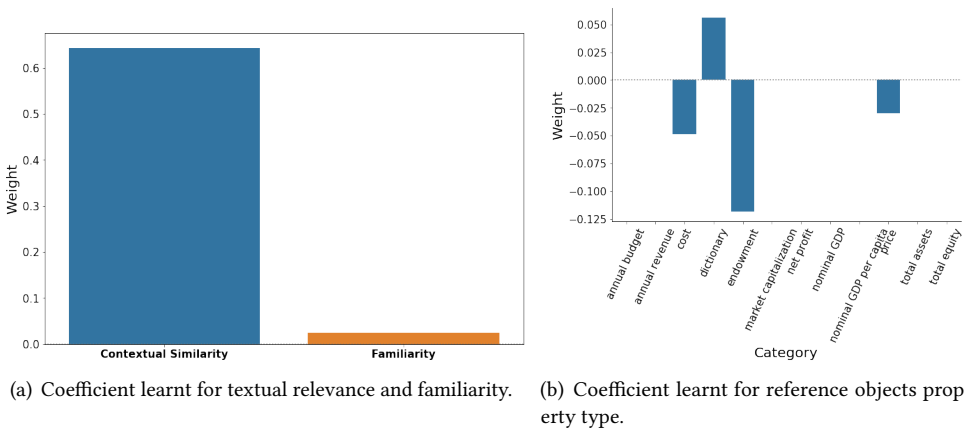 0.6
0.5
0.4
0.3
0.2
0.1
0.0
Weight
Contextual Similarity
Familiarity
(a) Coefficient learnt for textual relevance and familiarity.
0.050
0.025
0.000
−0.025
−0.050
−0.075
−0.100
−0.125
Weight
annual budget
annual revenue
cost
dictionary
endowment
market capitalization
net profit
nominal GDP
nominal GDP per capita
price
total assets
total equity
Category
(b) Coefficient learnt for reference objects prop
erty type.